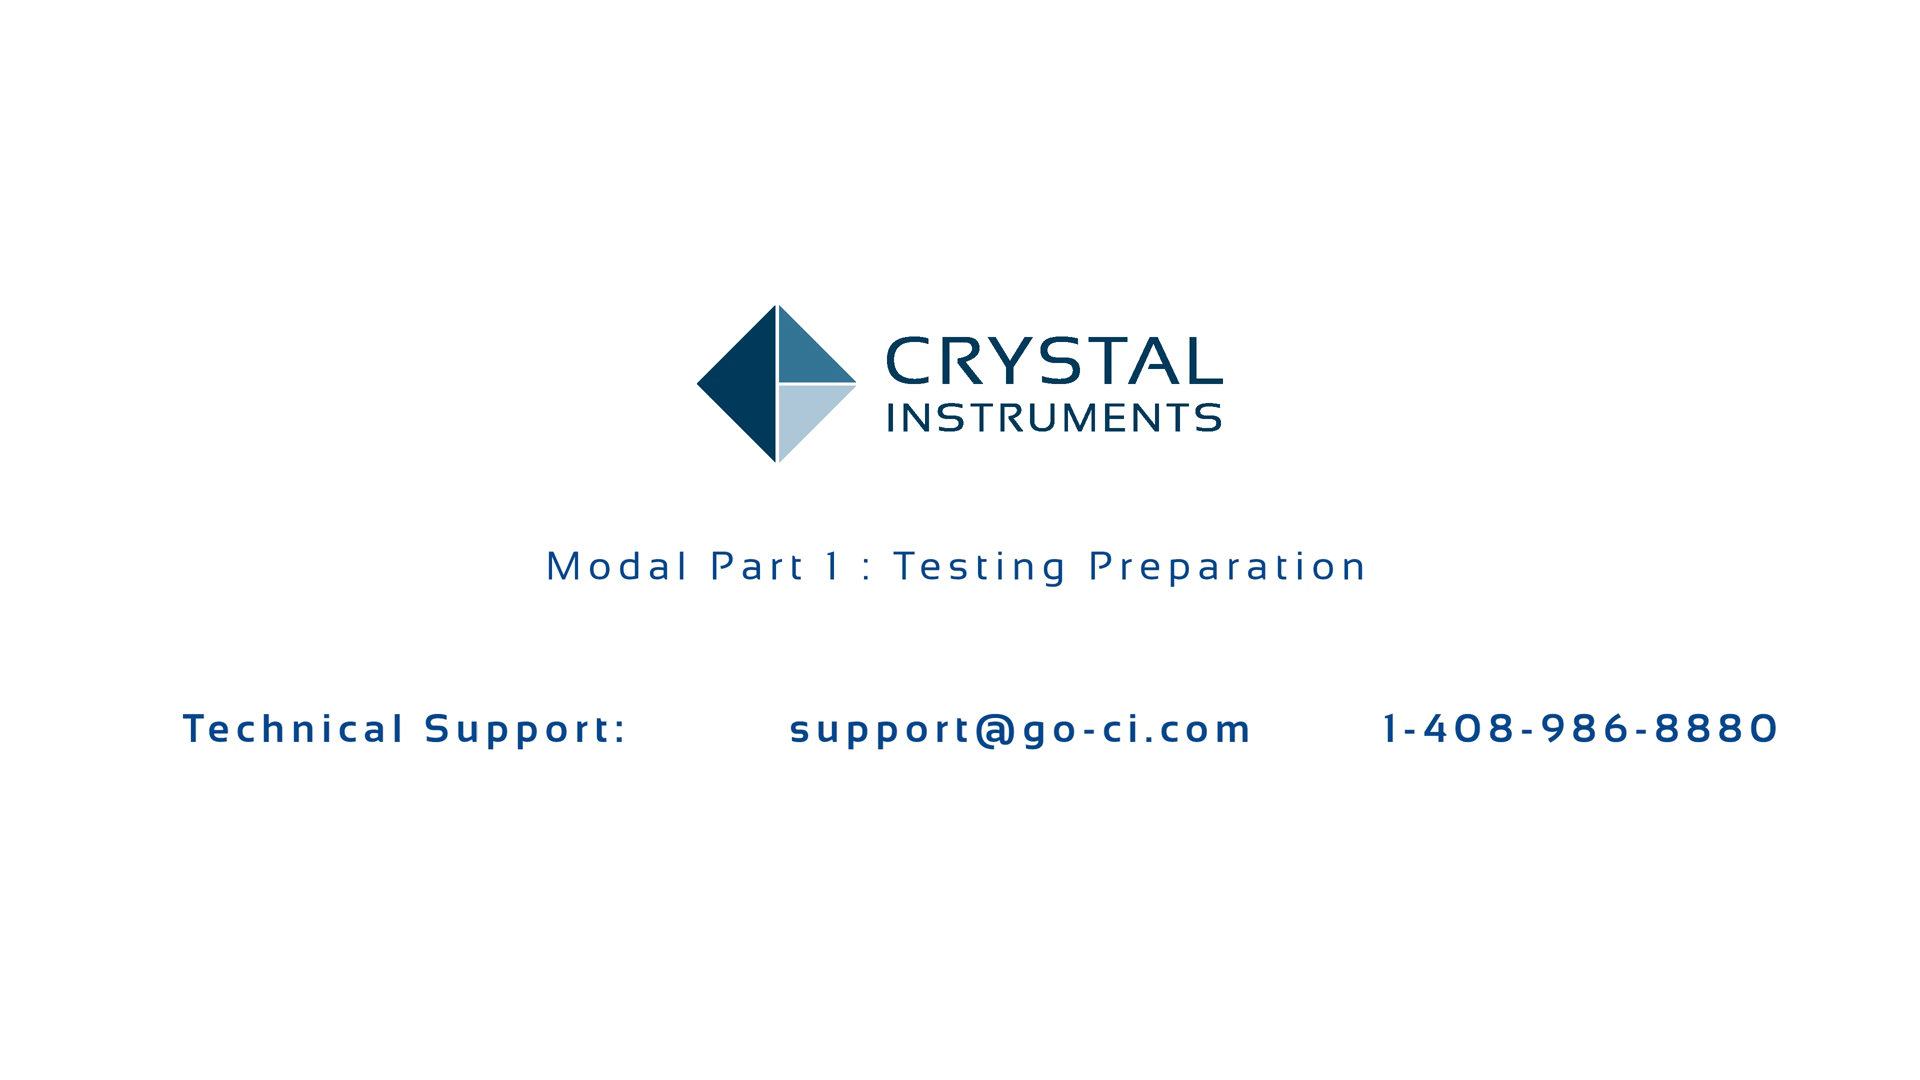 CRYSTAL
INSTRUMENTS
Modal Part 1 : Testing Preparation
Technical Support: support@go-ci.com 1-408-986-8880